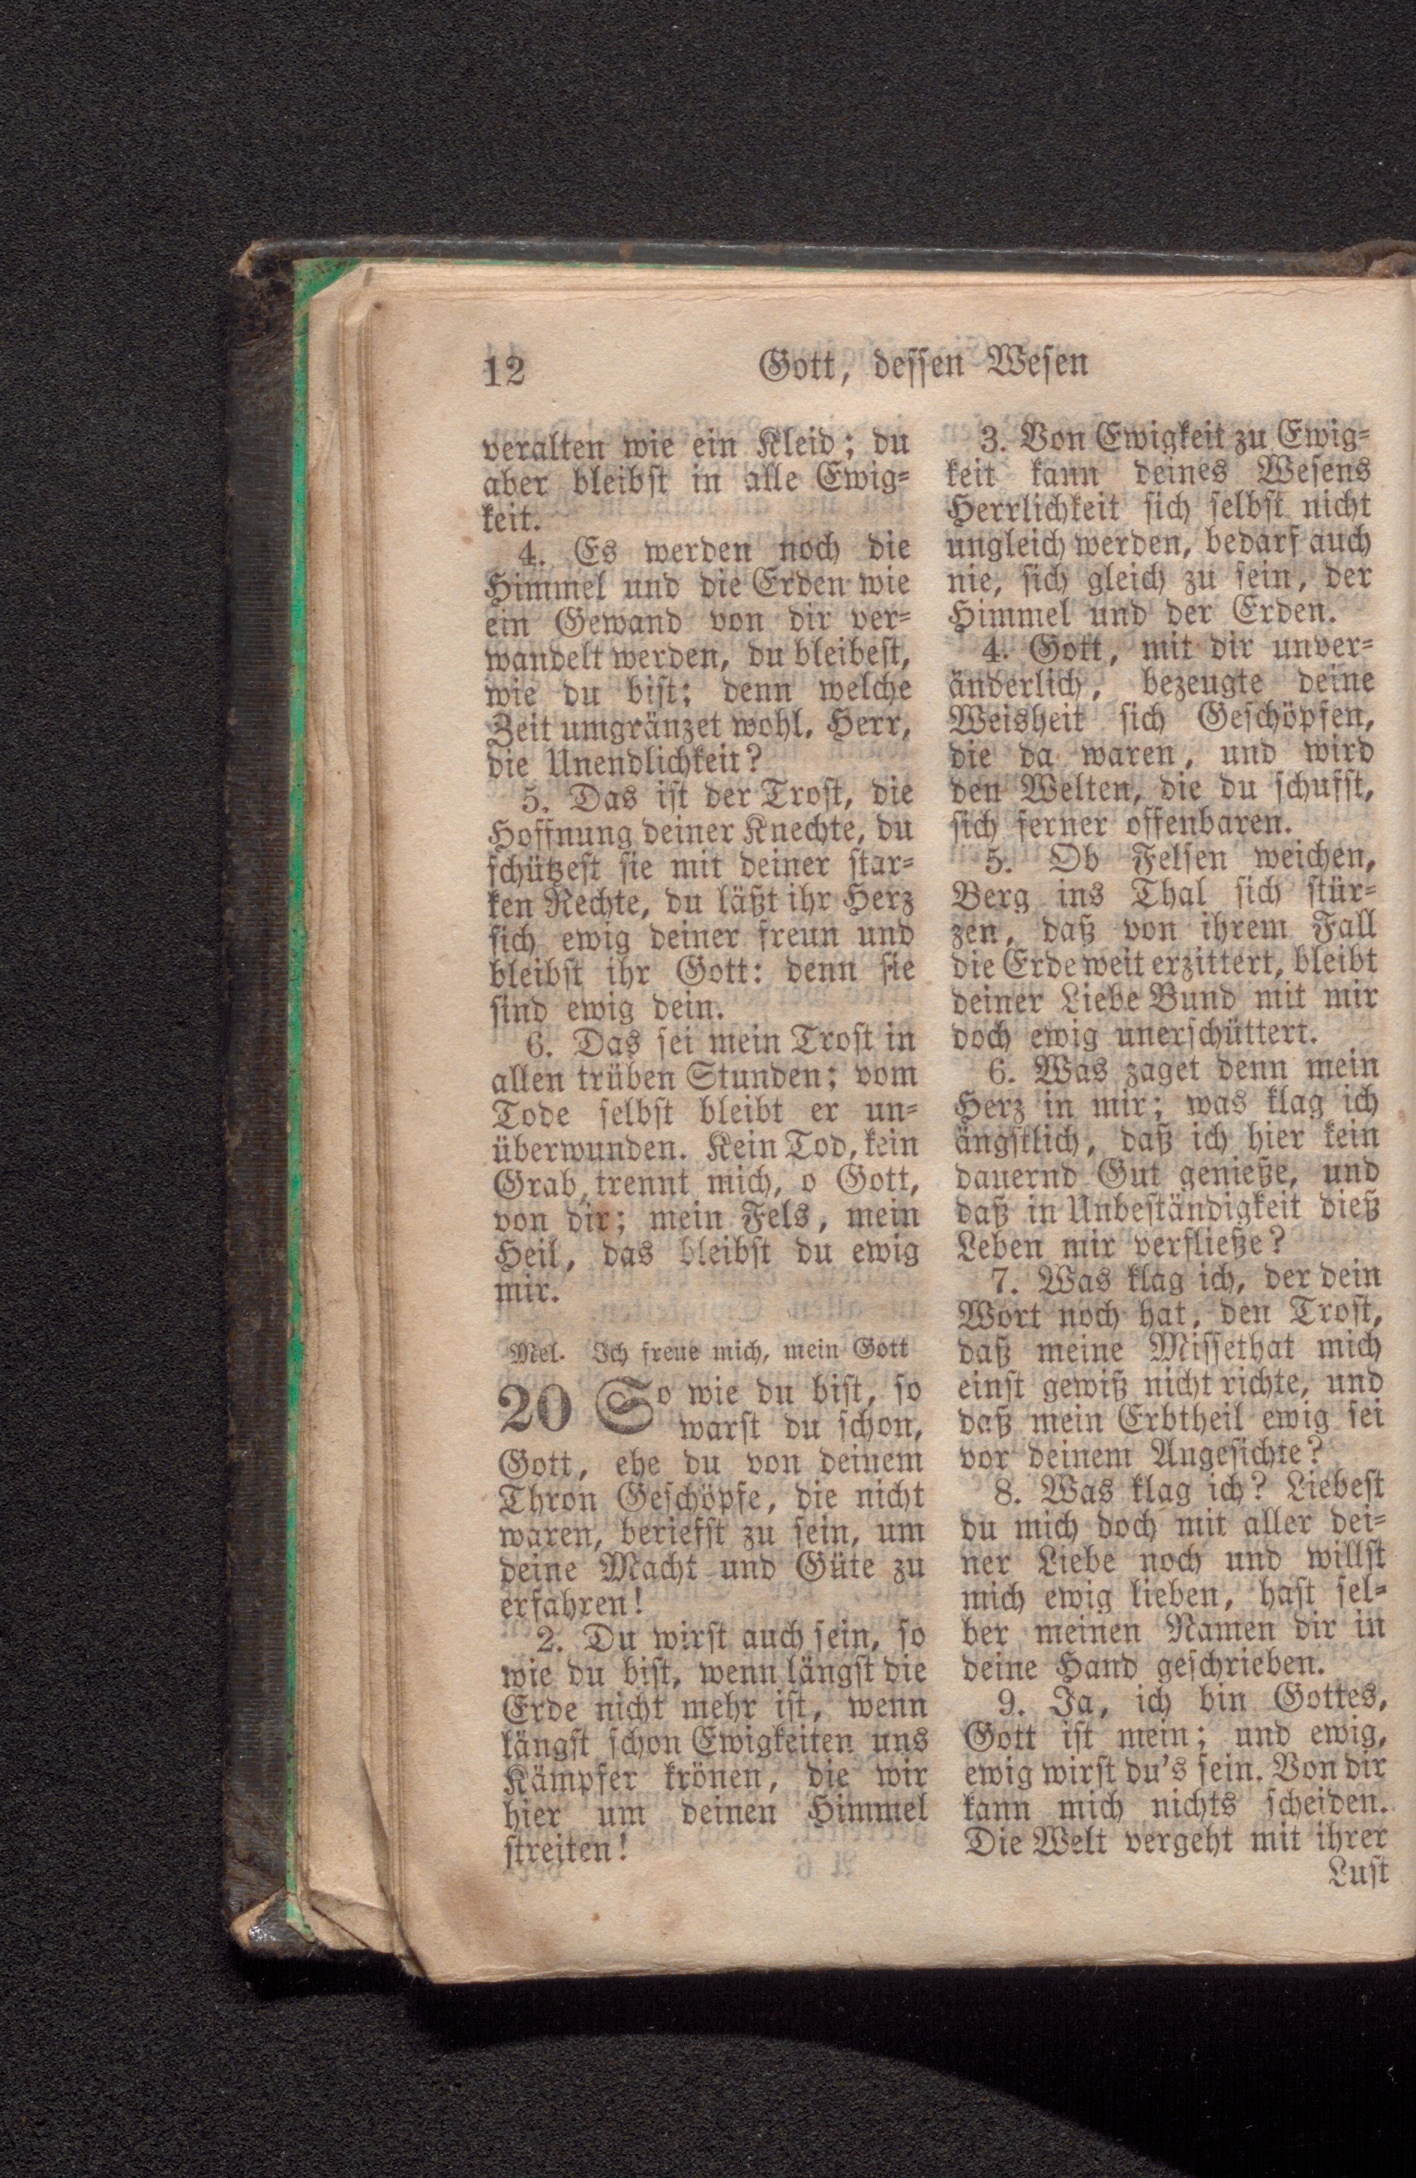 12
Gott, dessen Wesen
veralten wie ein Kleid; du
aber bleibst in alle Ewig-
keit.
4. Es werden noch die
Himmel und die Erden wie
ein Gewand von dir ver-
wandelt werden, du bleibest,
wie du bist: denn welche
Zeit umgränzet wohl, Herr,
die Unendlichkeit?
5. Das ist der Trost, die
Hoffnung deiner Knechte, du
schützest sie mit deiner star-
ken Rechte, du läßt ihr Herz
sich ewig deiner freun und
bleibst ihr Gott: denn sie
sind ewig dein.
6. Das sei mein Trost in
allen trüben Stunden; vom
Tode selbst bleibt er un-
überwunden. Kein Tod, kein
Grab, trennt mich, o Gott,
von dir; mein Fels, mein
Heil, das bleibst du ewig
mir.
Mel. Ich freue mich, mein Gott
20 So wie du bist, so
warst du schon,
Gott, ehe du von deinem
Thron Geschöpfe, die nicht
waren, beriefst zu sein, um
deine Macht und Güte zu
erfahren!
2. Du wirst auch sein, so
wie du bist, wenn längst die
Erde nicht mehr ist, wenn
längst schon Ewigkeiten uns
Kämpfer krönen, die wir
hier um deinen Himmel
streiten!
3. Von Ewigkeit zu Ewig-
keit kann deines Wesens
Herrlichkeit sich selbst nicht
ungleich werden, bedarf auch
nie, sich gleich zu sein, der
Himmel und der Erden.
4. Gott, mit dir unver-
änderlich, bezeugte deine
Weisheit sich Geschöpfen,
die da waren, und wird
den Welten, die du schufst,
sich ferner offenbaren.
5. Ob Felsen weichen,
Berg ins Thal sich stür-
zen, daß von ihrem Fall
die Erde weit erzittert, bleibt
deiner Liebe Bund mit mir
doch ewig unerschüttert.
6. Was zaget denn mein
Herz in mir; was klag ich
ängstlich, daß ich hier kein
dauernd Gut genieße, und
daß in Unbeständigkeit dieß
Leben mir verfließe?
7. Was klag ich, der dein
Wort noch hat, den Trost,
daß meine Missethat mich
einst gewiß nicht richte, und
daß mein Erbtheil ewig sei
vor deinem Angesichte?
8. Was klag ich? Liebest
du mich doch mit aller dei-
ner Liebe noch und willst
mich ewig lieben, hast sel-
ber meinen Namen dir in
deine Hand geschrieben.
9. Ja, ich bin Gottes,
Gott ist mein; und ewig,
ewig wirst du's sein. Von dir
kann mich nichts scheiden.
Die Welt vergeht mit ihrer
Lust